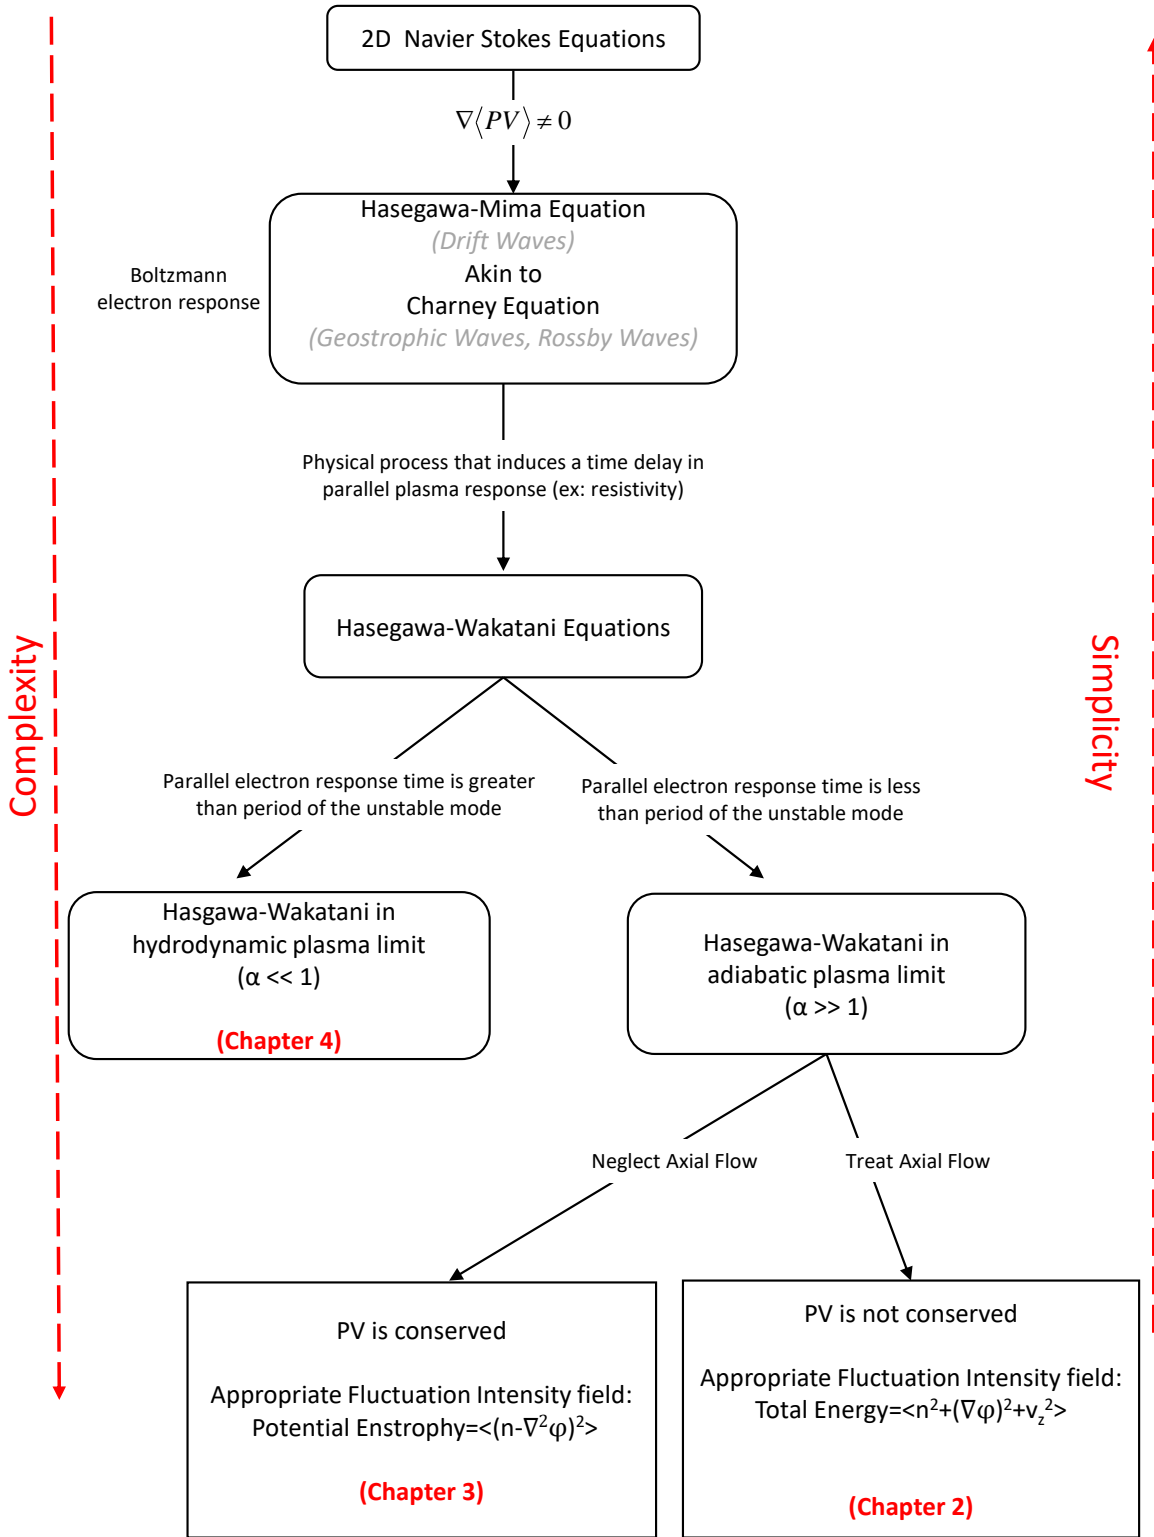 2D  Navier Stokes Equations
∇⟨PV⟩ ≠ 0
Hasegawa-Mima Equation
(Drift Waves)
Akin to
Charney Equation
(Geostrophic Waves, Rossby Waves)
Boltzmann
electron response
Physical process that induces a time delay in
parallel plasma response (ex: resistivity)
Hasegawa-Wakatani Equations
Complexity
Simplicity
Parallel electron response time is greater
than period of the unstable mode
Parallel electron response time is less
than period of the unstable mode
Hasgawa-Wakatani in
hydrodynamic plasma limit
(α << 1)
(Chapter 4)
Hasegawa-Wakatani in
adiabatic plasma limit
(α >> 1)
Neglect Axial Flow
Treat Axial Flow
PV is conserved
Appropriate Fluctuation Intensity field:
Potential Enstrophy=<(n-∇²φ)²>
(Chapter 3)
PV is not conserved
Appropriate Fluctuation Intensity field:
Total Energy=<n²+(∇φ)²+v_z²>
(Chapter 2)